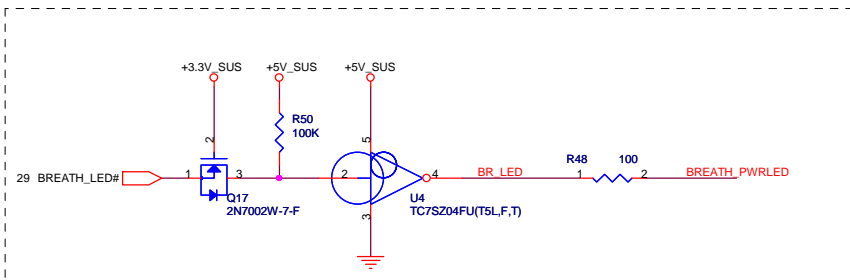 +3.3V_SUS
+5V_SUS
+5V_SUS
R50
100K
2
5
29 BREATH_LED#
1
3
2
4
BR_LED
R48
100
1
2
BREATH_PWRLED
Q17
2N7002W-7-F
3
U4
TC7SZ04FU(T5L,F,T)